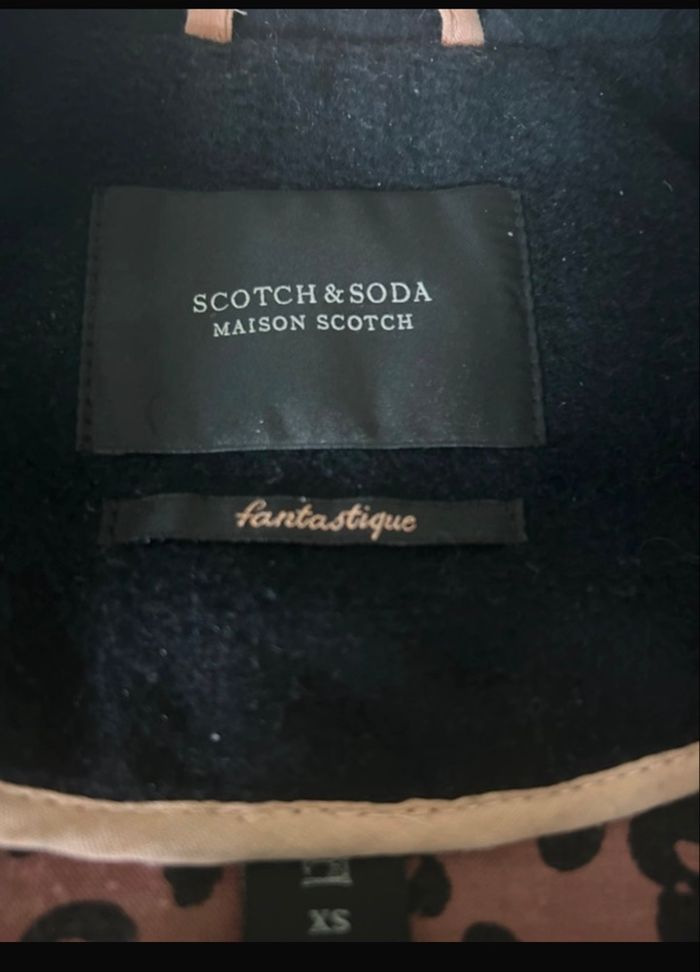 SCOTCH & SODA
MAISON SCOTCH
fantastique
XS